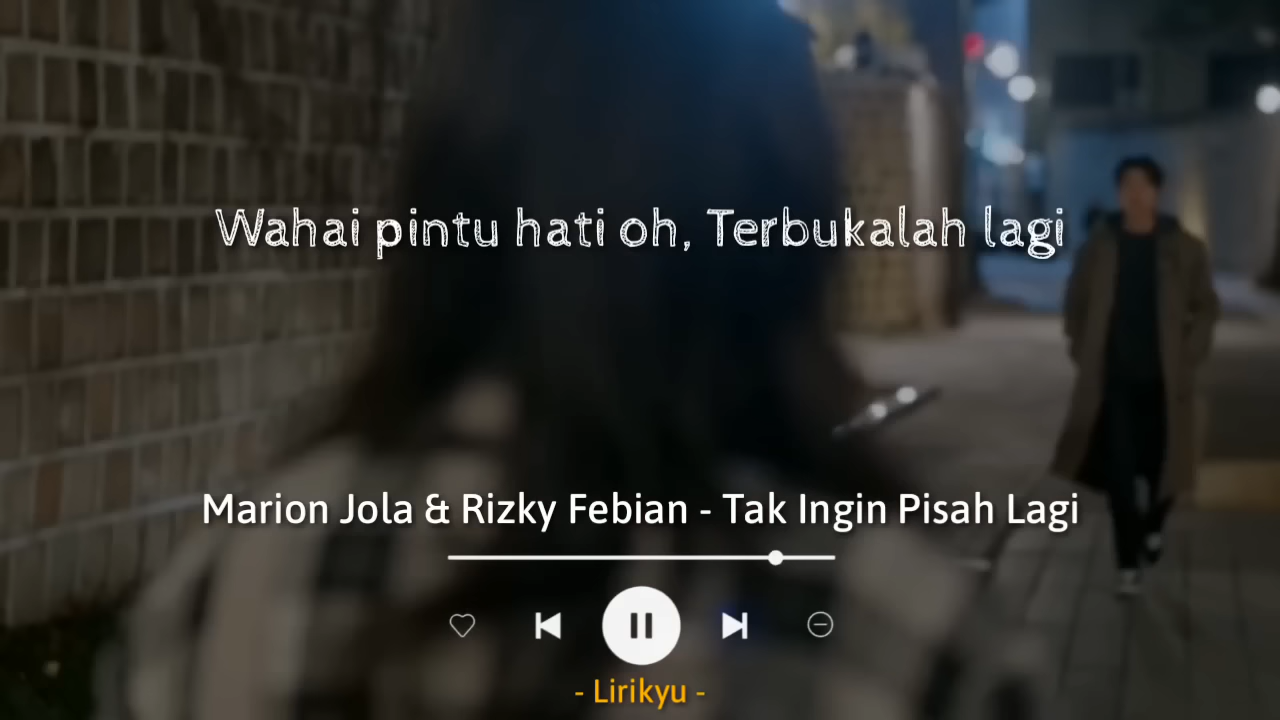 Wahai pintu hati oh, Terbukalah lagi
Marion Jola & Rizky Febian - Tak Ingin Pisah Lagi
- Lirikyu -